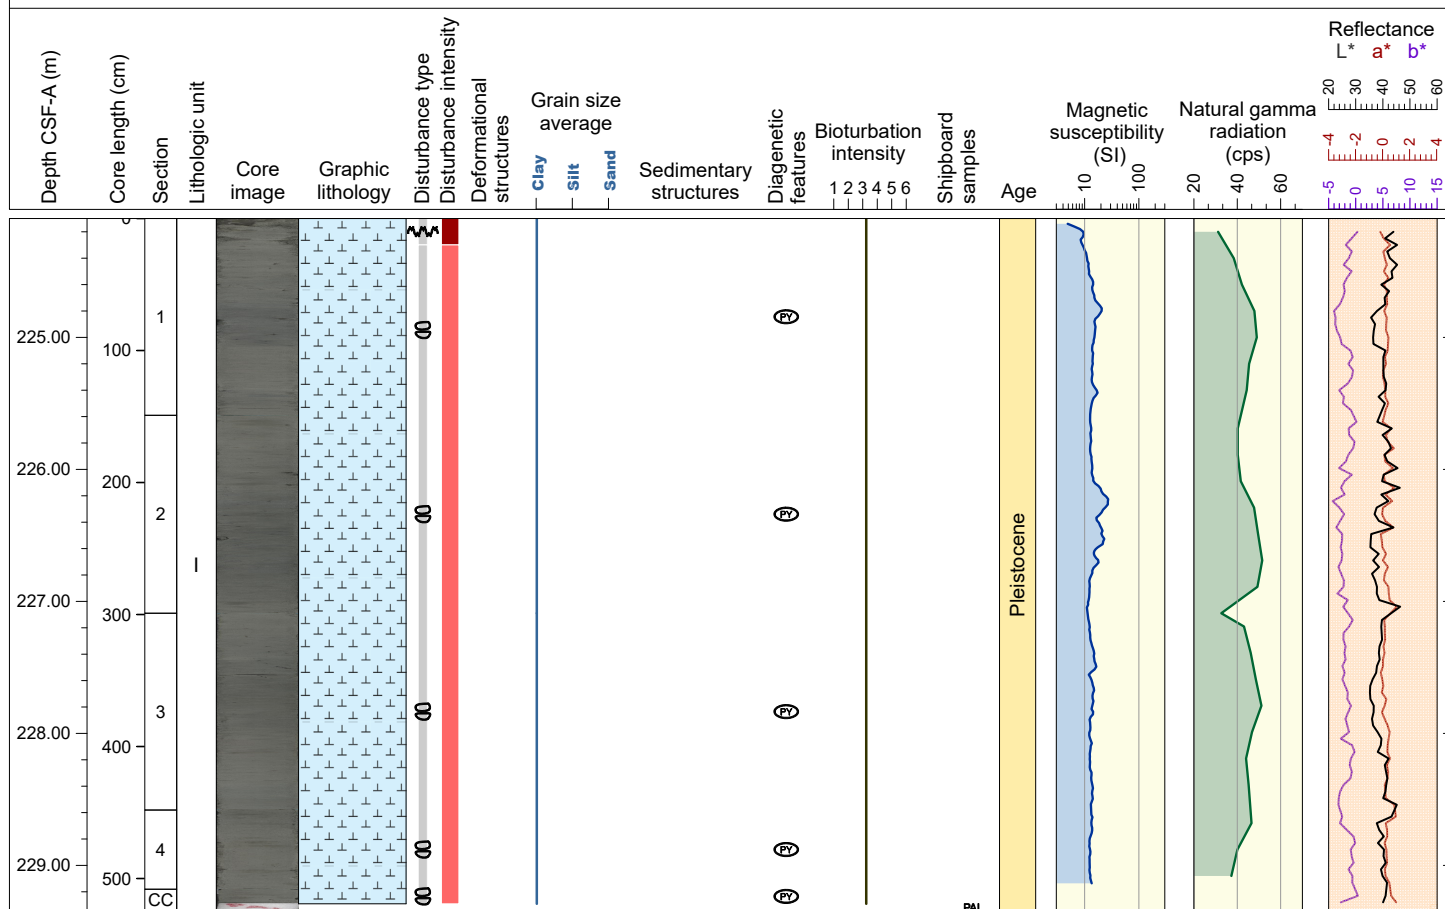 Depth CSF-A (m)
Core length (cm)
Section
Lithologic unit
Core
image
Graphic
lithology
Disturbance type
Disturbance intensity
Deformational
structures
Grain size
average
Clay
Silt
Sand
Sedimentary
structures
Diagenetic
features
Bioturbation
intensity
1 2 3 4 5 6
Shipboard
samples
Age
Magnetic
susceptibility
(SI)
10 100
Natural gamma
radiation
(cps)
20 40 60
Reflectance
L* a* b*
20 30 40 50 60
-4 -2 0 2 4
-5 0 5 10 15
0
1
PY
225.00
100
2
PY
226.00
200
I
Pleistocene
227.00
300
3
PY
228.00
400
4
PY
229.00
500
CC
PY
PAL